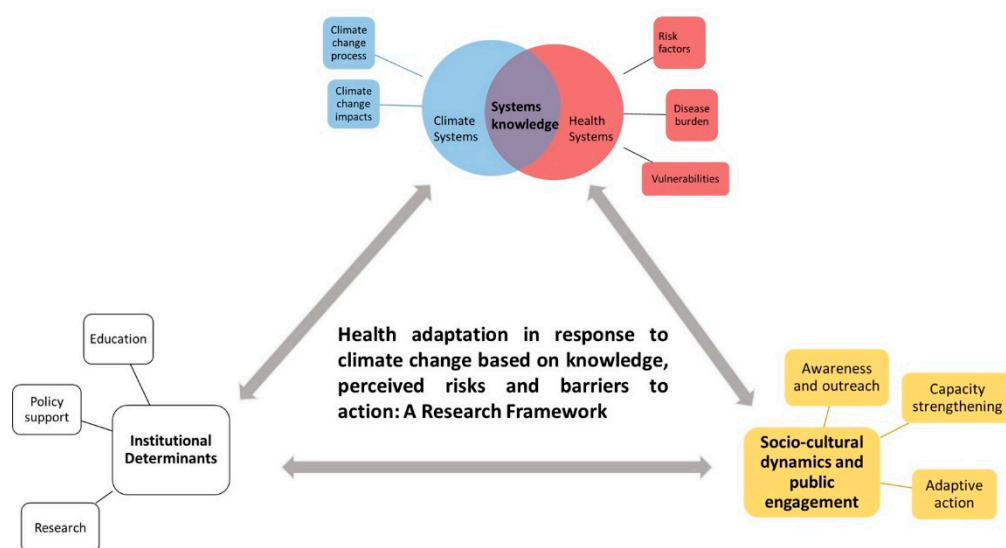 Climate
change
process
Climate
change
impacts
Climate
Systems
Systems
knowledge
Health
Systems
Risk
factors
Disease
burden
Vulnerabilities
Health adaptation in response to
climate change based on knowledge,
perceived risks and barriers to
action: A Research Framework
Education
Policy
support
Institutional
Determinants
Research
Awareness
and outreach
Capacity
strengthening
Socio-cultural
dynamics and
public
engagement
Adaptive
action